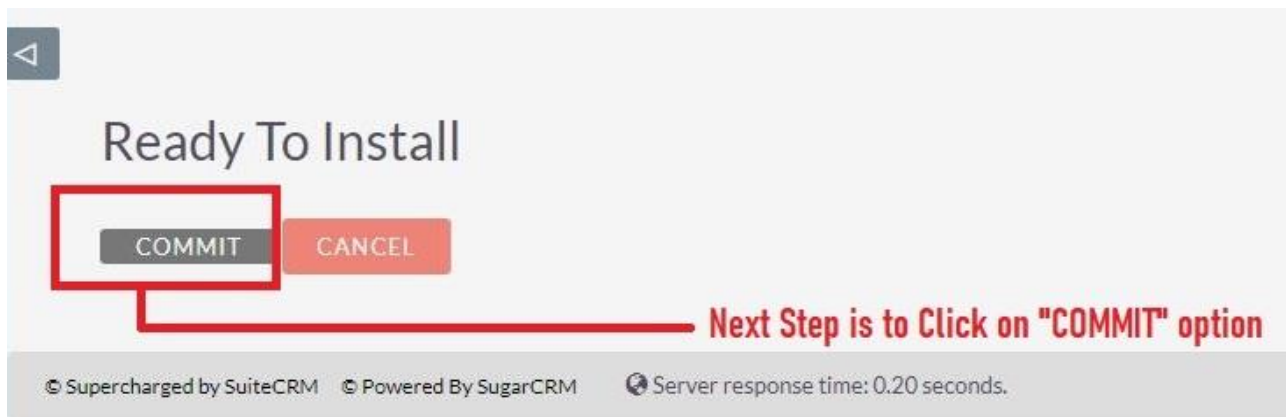 Ready To Install
COMMIT CANCEL
Next Step is to Click on "COMMIT" option
© Supercharged by SuiteCRM © Powered By SugarCRM Server response time: 0.20 seconds.